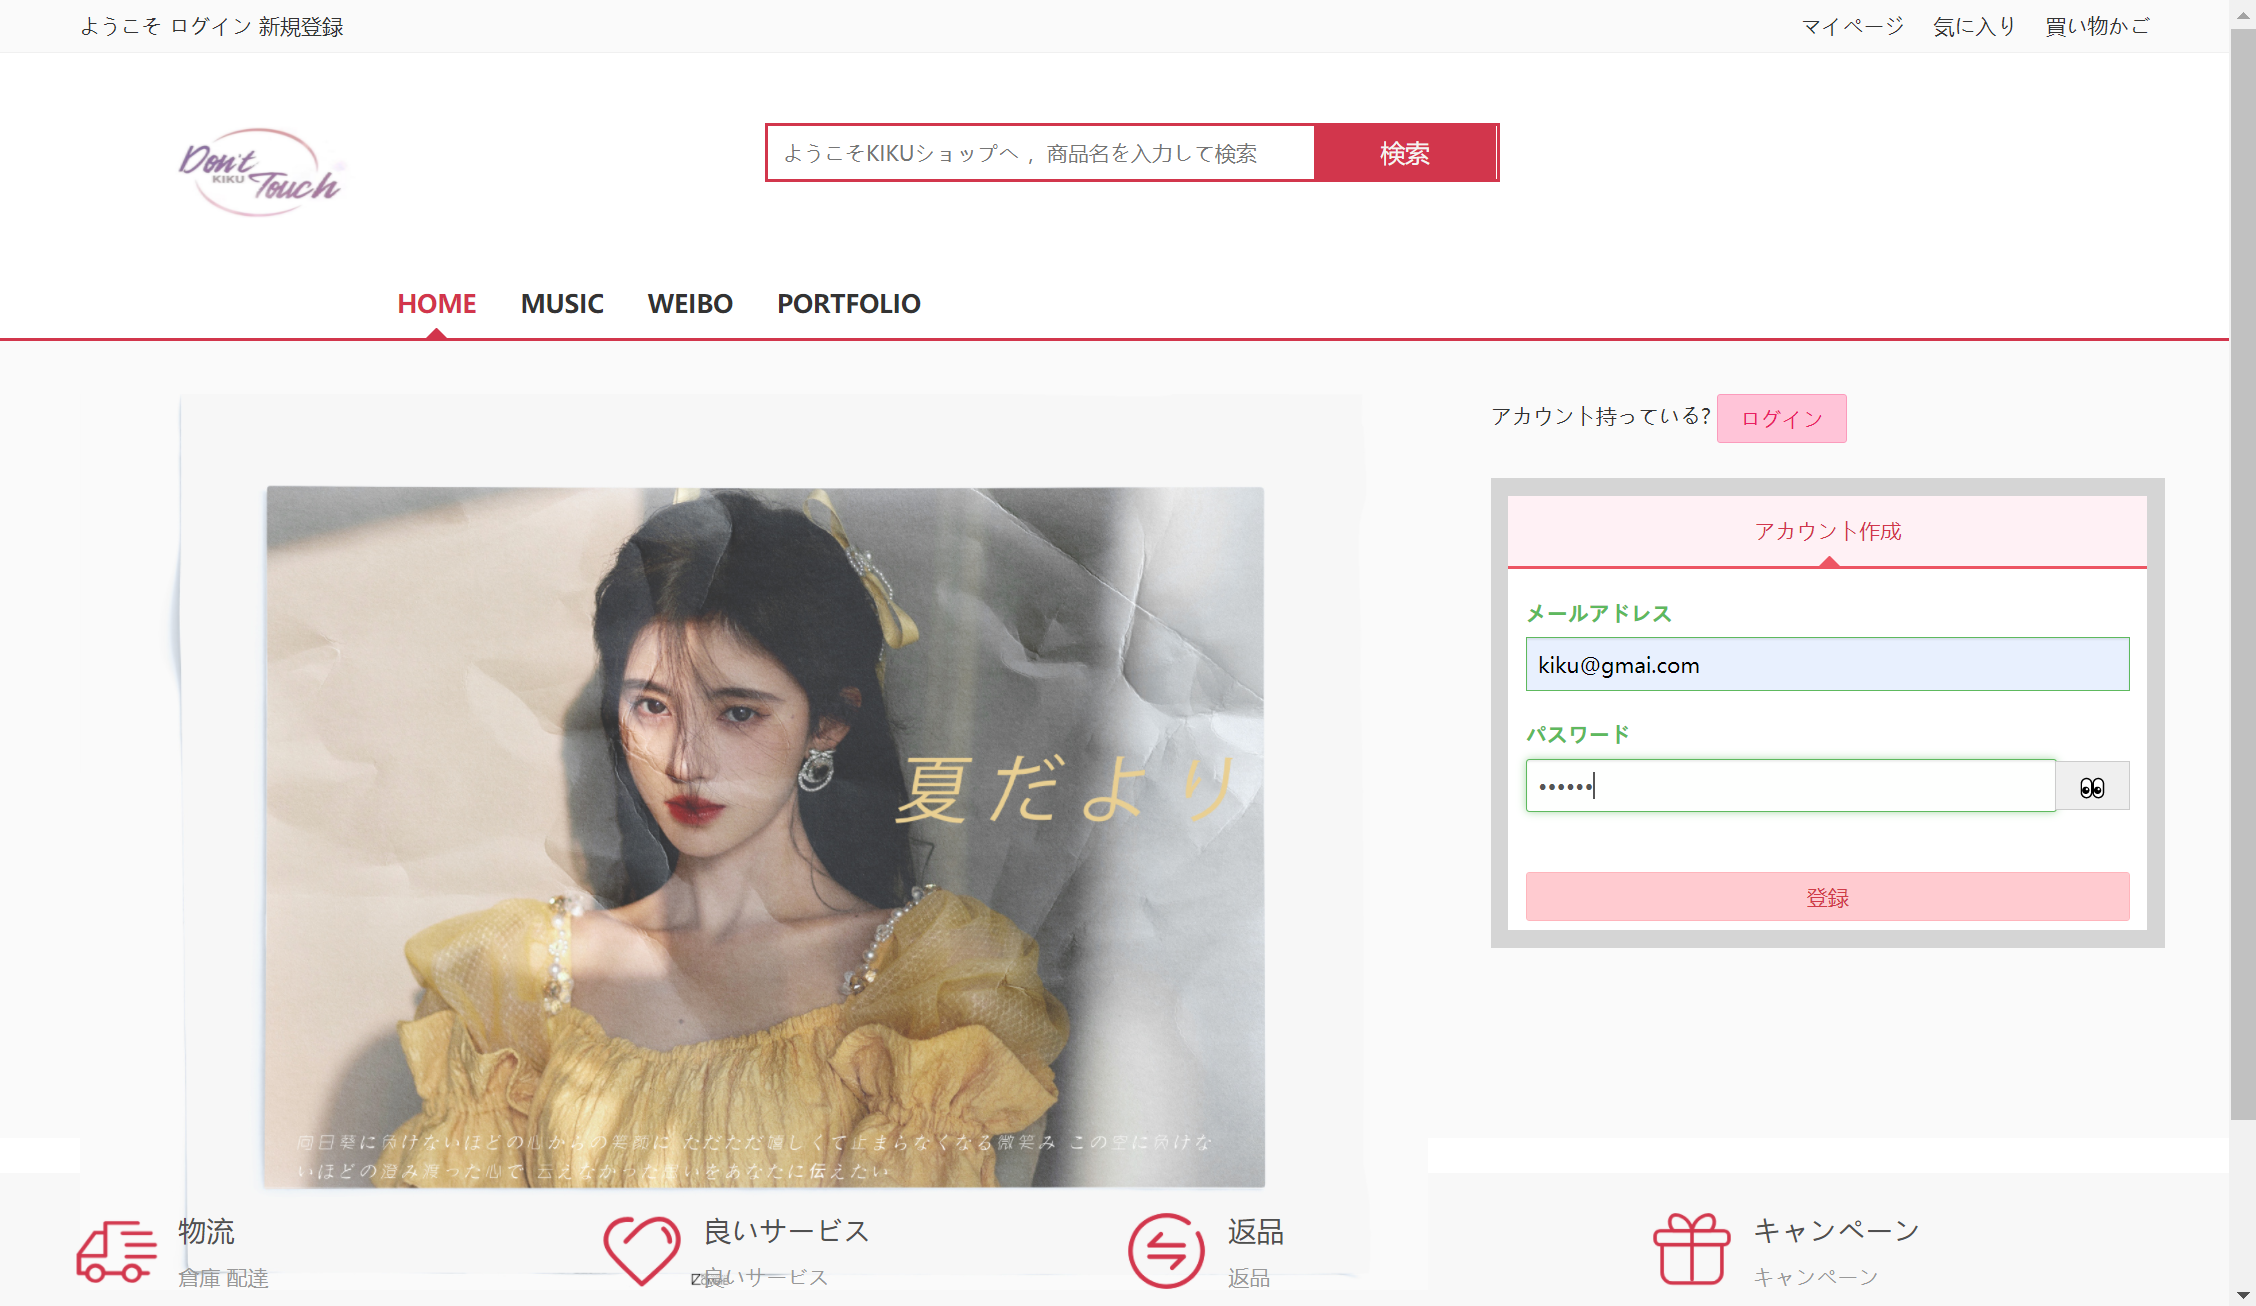 ようこそ ログイン 新規登録
マイページ 気に入り 買い物かご
Don't
KIKU
Touch
ようこそKIKUショップへ ，商品名を入力して検索
検索
HOME MUSIC WEIBO PORTFOLIO
アカウント持っている? ログイン
アカウント作成
メールアドレス
kiku@gmai.com
パスワード
••••••
登録
夏だより
向日葵に負けないほどの心からの笑顔に ただただ嬉しくて止まらなくなる微笑み この空に負けな
いほどの澄み渡った心で 云えなかった思いをあなたに伝えたい
物流
倉庫 配達
良いサービス
良いサービス
返品
返品
キャンペーン
キャンペーン